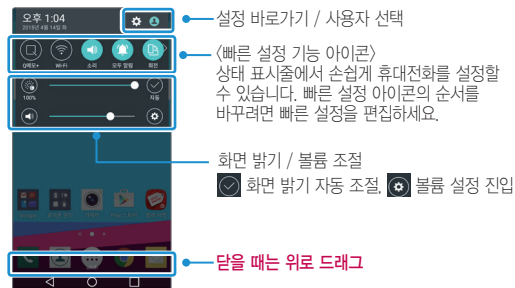 오후 1:04
2016년 4월 14일 목
Q메모+ Wi-Fi 소리 모두 알림 회전
100% 자동
설정 바로가기 / 사용자 선택
<빠른 설정 기능 아이콘>
상태 표시줄에서 손쉽게 휴대전화를 설정할
수 있습니다. 빠른 설정 아이콘의 순서를
바꾸려면 빠른 설정을 편집하세요.
화면 밝기 / 볼륨 조절
화면 밝기 자동 조절, 볼륨 설정 진입
Google
닫을 때는 위로 드래그